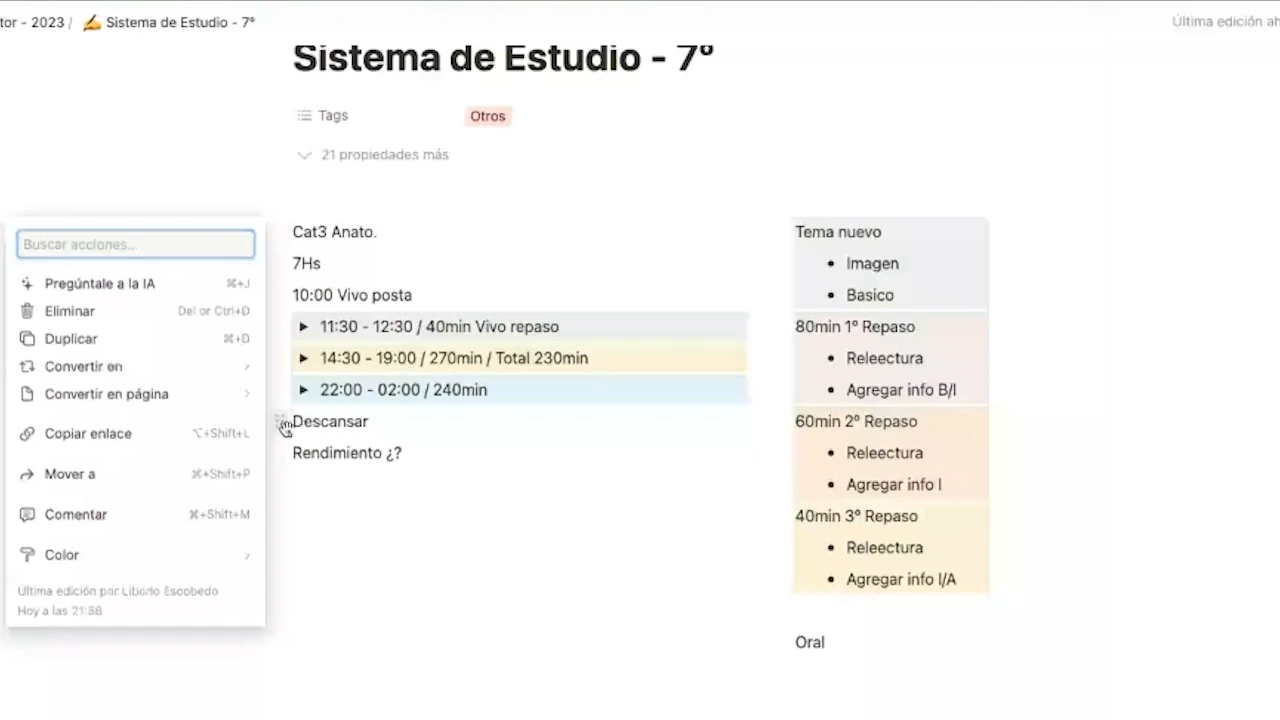 tor - 2023 / ✍️ Sistema de Estudio - 7º
Última edición ah
Sistema de Estudio - 7º
Tags
Otros
21 propiedades más
Buscar acciones...
Pregúntale a la IA ⌘+J
Eliminar Del or Ctrl+D
Duplicar ⌘+D
Convertir en
Convertir en página
Copiar enlace ⌥+Shift+L
Mover a ⌘+Shift+P
Comentar ⌘+Shift+M
Color
Última edición por Liborio Escobedo
Hoy a las
Cat3 Anato.
7Hs
10:00 Vivo posta
11:30 - 12:30 / 40min Vivo repaso
14:30 - 19:00 / 270min / Total 230min
22:00 - 02:00 / 240min
Descansar
Rendimiento ¿?
Tema nuevo
• Imagen
• Basico
80min 1º Repaso
• Releectura
• Agregar info B/I
60min 2º Repaso
• Releectura
• Agregar info I
40min 3º Repaso
• Releectura
• Agregar info I/A
Oral